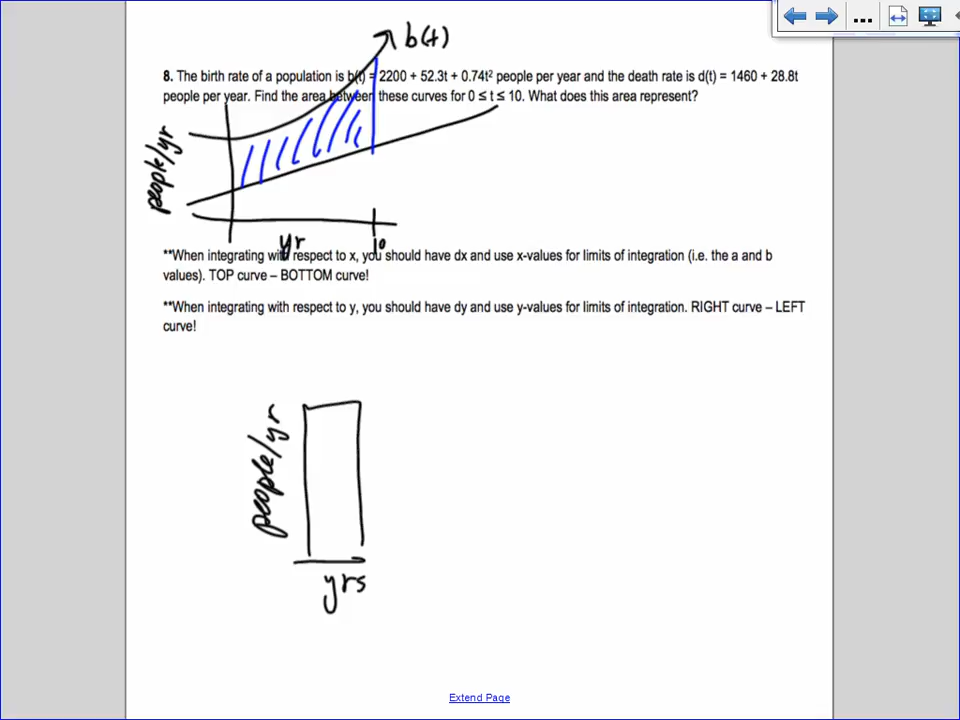 b(t)
8. The birth rate of a population is b(t) = 2200 + 52.3t + 0.74t² people per year and the death rate is d(t) = 1460 + 28.8t
people per year. Find the area between these curves for 0 ≤ t ≤ 10. What does this area represent?
people/yr
yr
10
**When integrating with respect to x, you should have dx and use x-values for limits of integration (i.e. the a and b
values). TOP curve – BOTTOM curve!
**When integrating with respect to y, you should have dy and use y-values for limits of integration. RIGHT curve – LEFT
curve!
people/yr
yrs
Extend Page